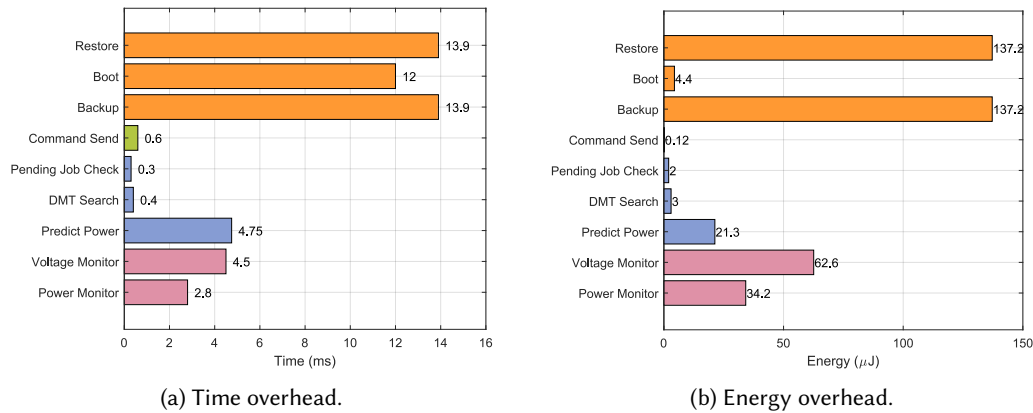 Restore
13.9
Boot
12
Backup
13.9
Command Send
0.6
Pending Job Check
0.3
DMT Search
0.4
Predict Power
4.75
Voltage Monitor
4.5
Power Monitor
2.8
0 2 4 6 8 10 12 14 16
Time (ms)
(a) Time overhead.
Restore
137.2
Boot
4.4
Backup
137.2
Command Send
0.12
Pending Job Check
2
DMT Search
3
Predict Power
21.3
Voltage Monitor
62.6
Power Monitor
34.2
0 50 100 150
Energy (μJ)
(b) Energy overhead.